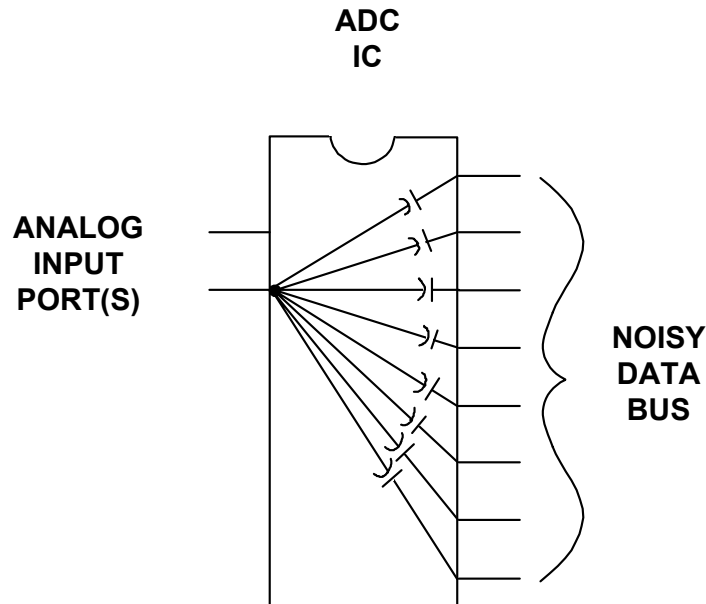 ADC
IC
ANALOG
INPUT
PORT(S)
NOISY
DATA
BUS